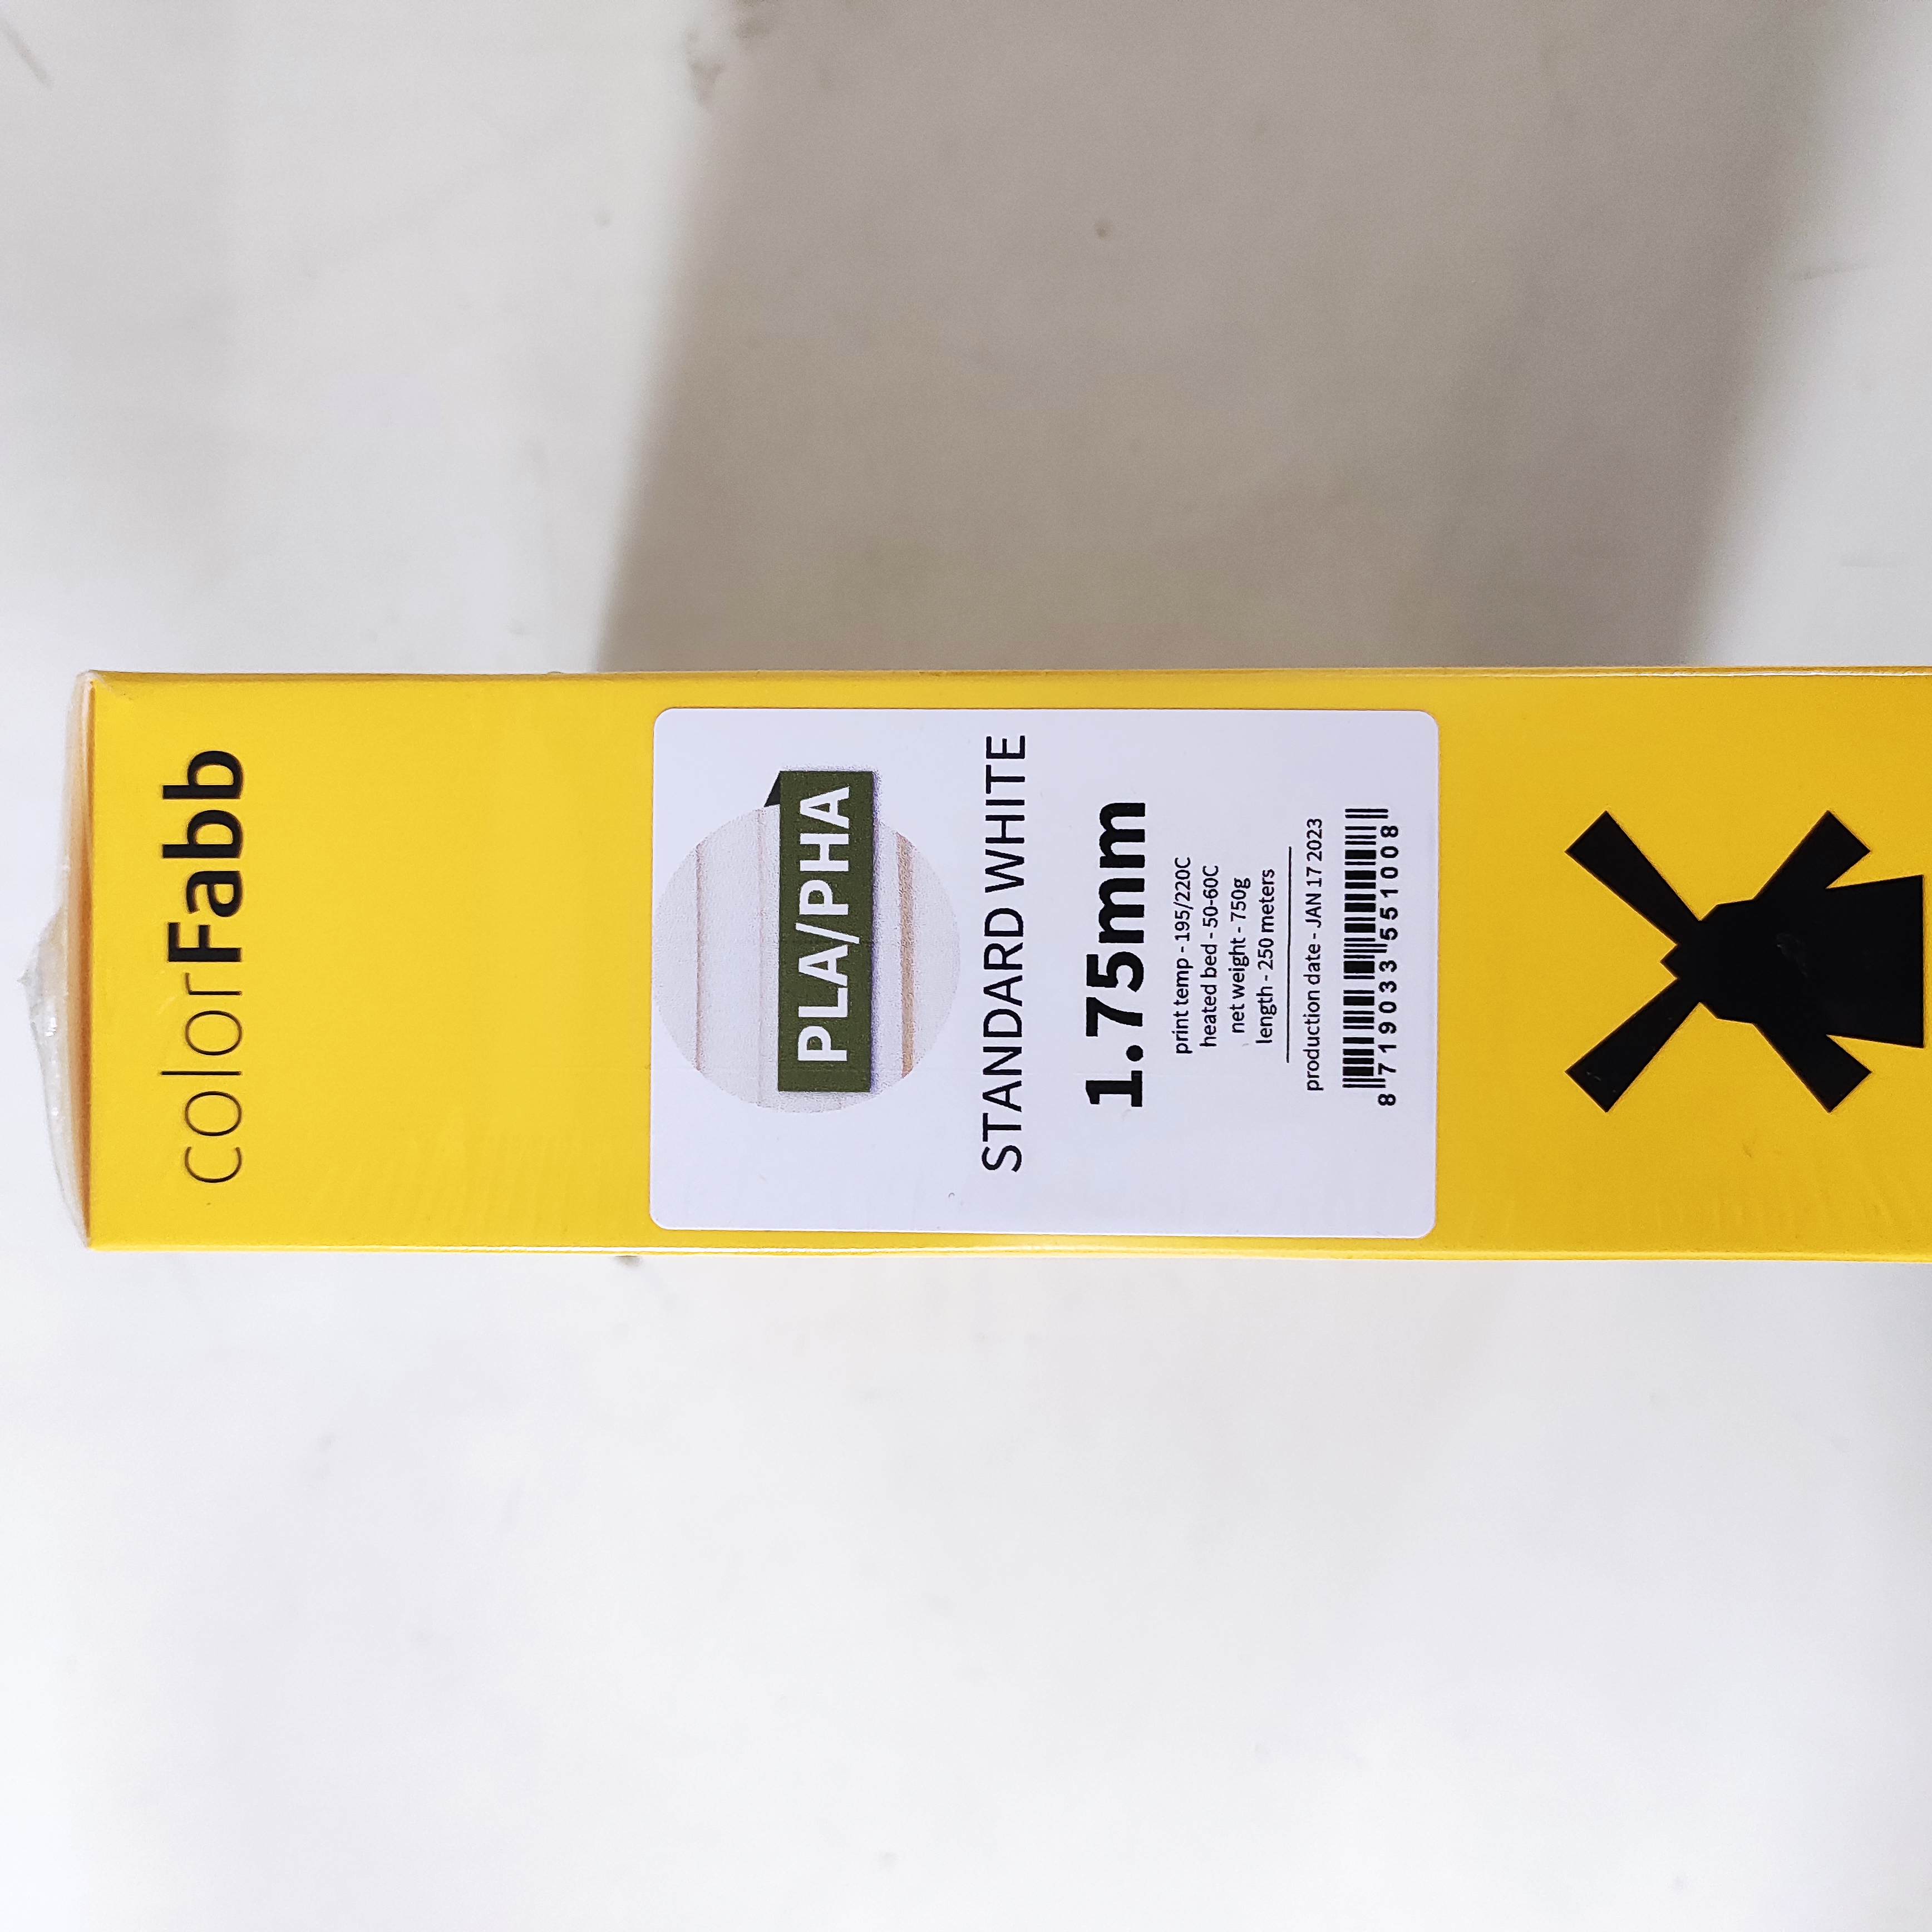 colorFabb
PLA/PHA
STANDARD WHITE
1.75mm
print temp - 195/220C
heated bed - 50-60C
net weight - 750g
length - 250 meters
production date - JAN 17 2023
8 719033 551008